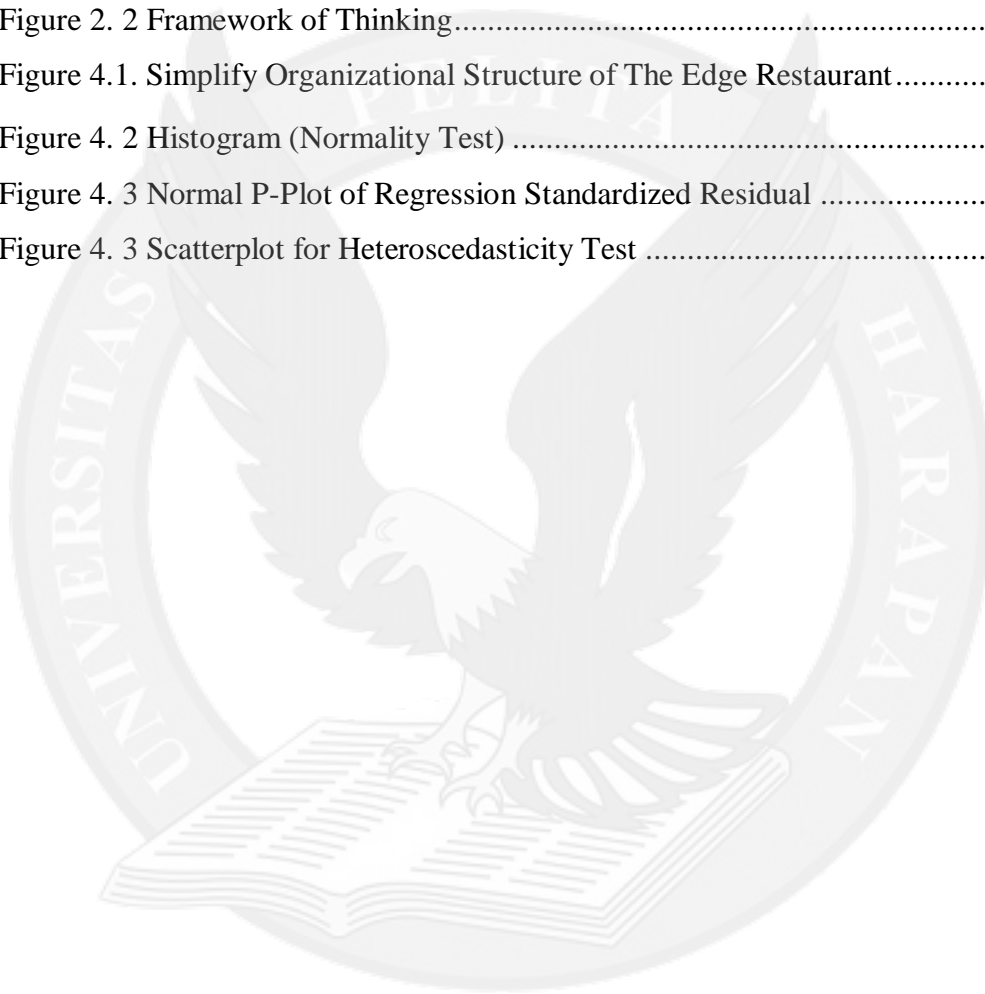 Figure 2. 2 Framework of Thinking.................................................................
Figure 4.1. Simplify Organizational Structure of The Edge Restaurant...........
Figure 4. 2 Histogram (Normality Test) ..........................................................
Figure 4. 3 Normal P-Plot of Regression Standardized Residual ....................
Figure 4. 3 Scatterplot for Heteroscedasticity Test ..........................................
UNIVERSITAS PELITA HARAPAN